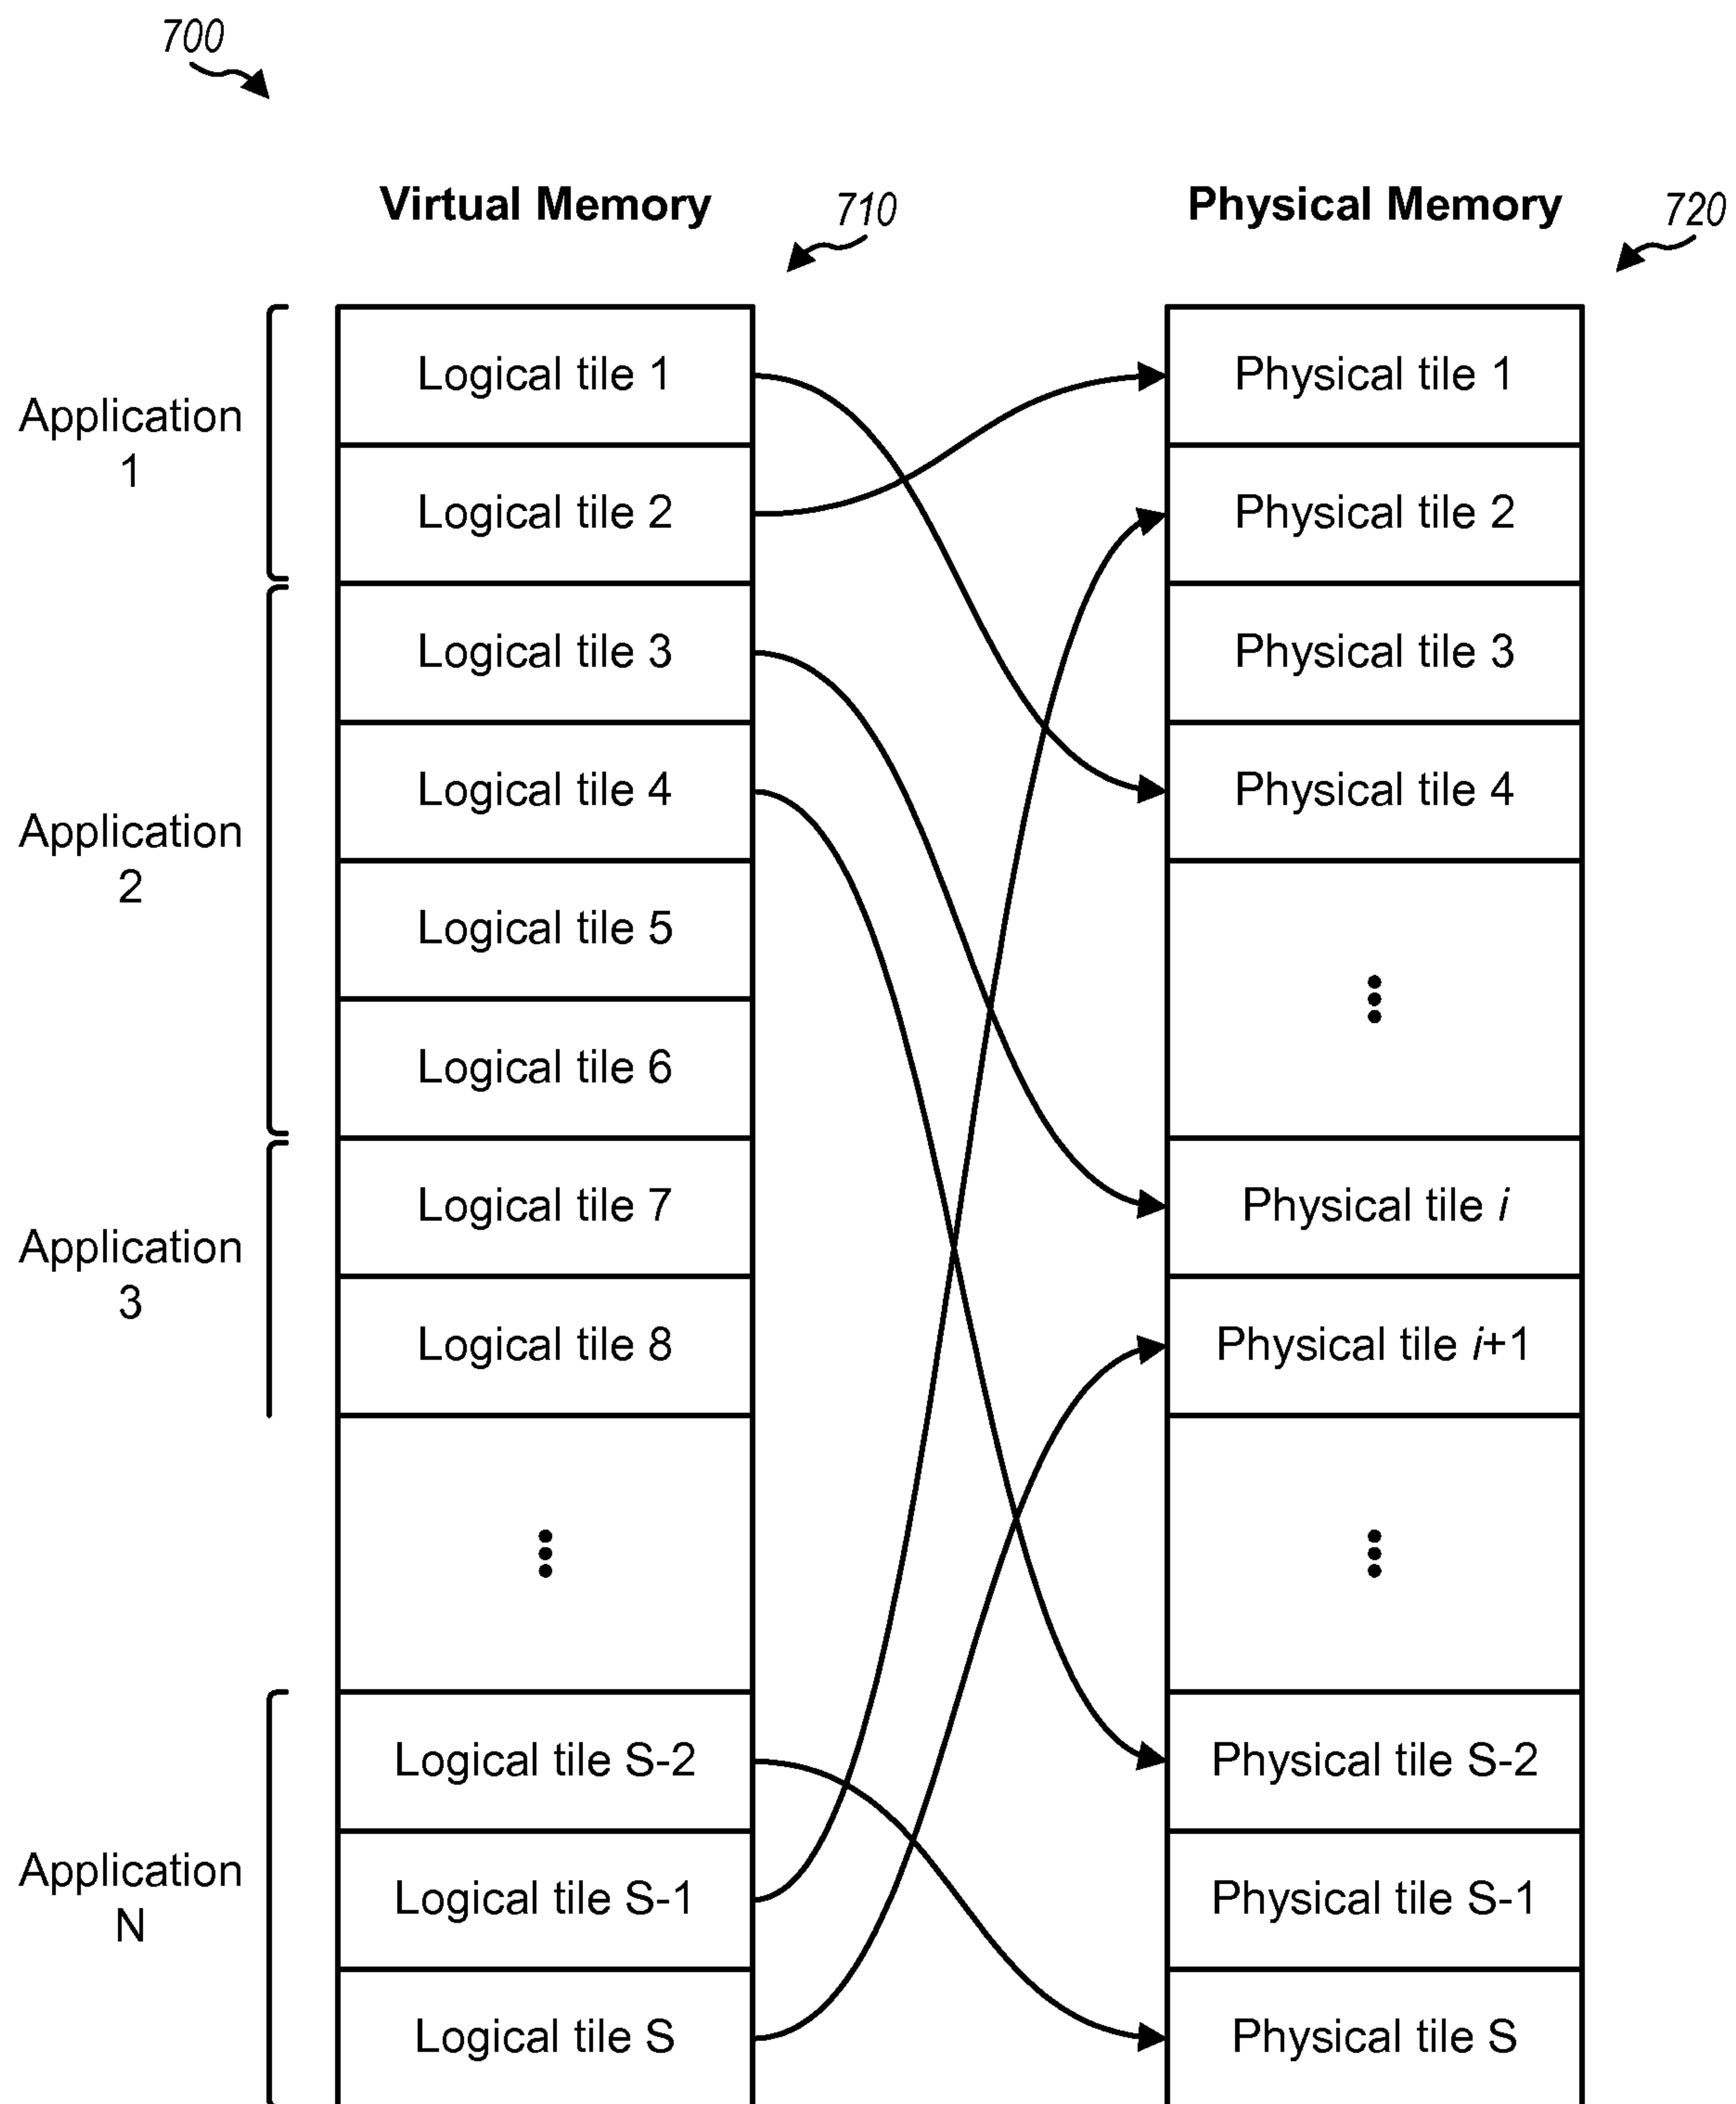 700
Virtual Memory
710
Physical Memory
720
Application
1
Logical tile 1
Logical tile 2
Application
2
Logical tile 3
Logical tile 4
Logical tile 5
Logical tile 6
Application
3
Logical tile 7
Logical tile 8
Application
N
Logical tile S-2
Logical tile S-1
Logical tile S
Physical tile 1
Physical tile 2
Physical tile 3
Physical tile 4
Physical tile i
Physical tile i+1
Physical tile S-2
Physical tile S-1
Physical tile S